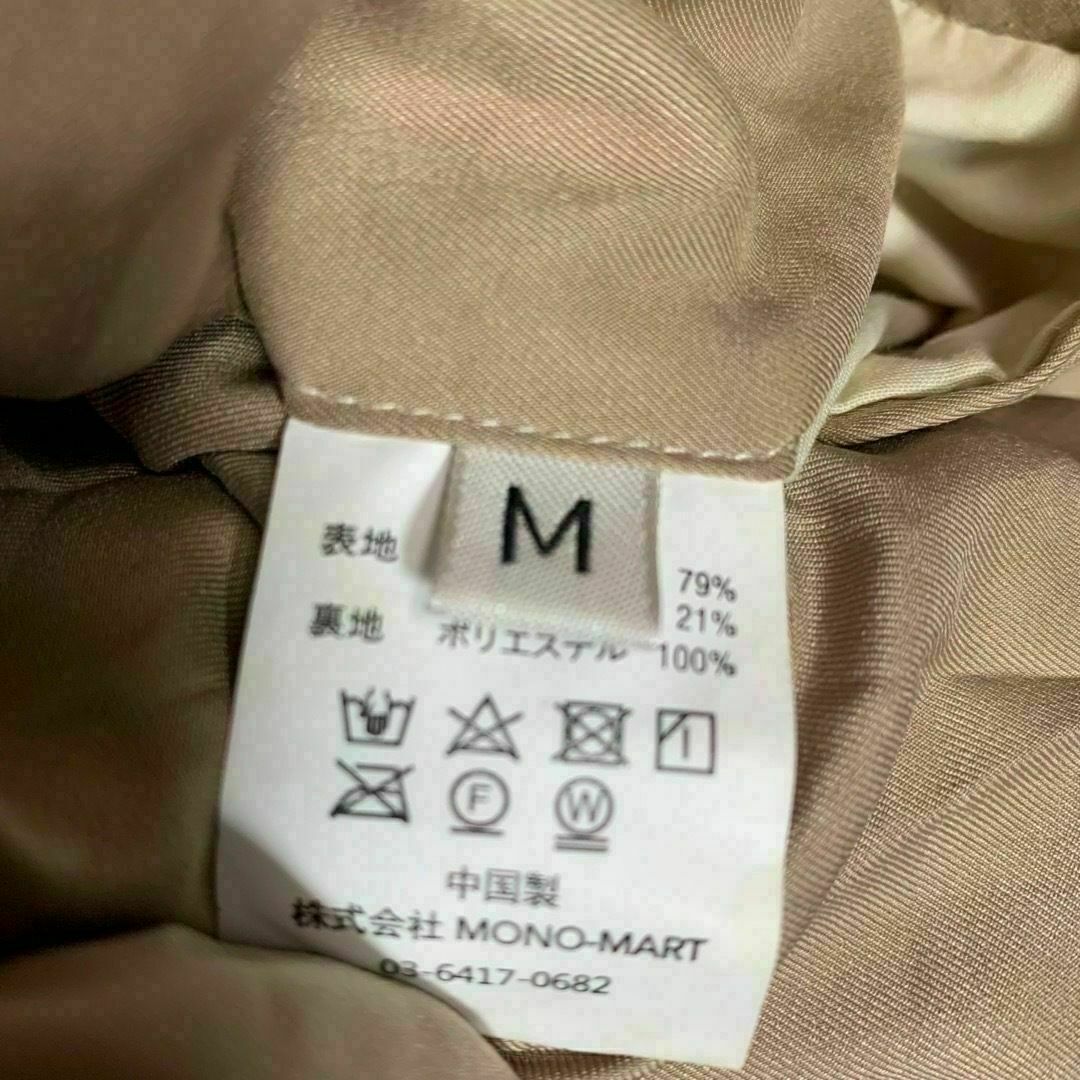 M
表地 79%
21%
裏地 ポリエステル 100%
F W
中国製
株式会社 MONO-MART
03-6417-0682